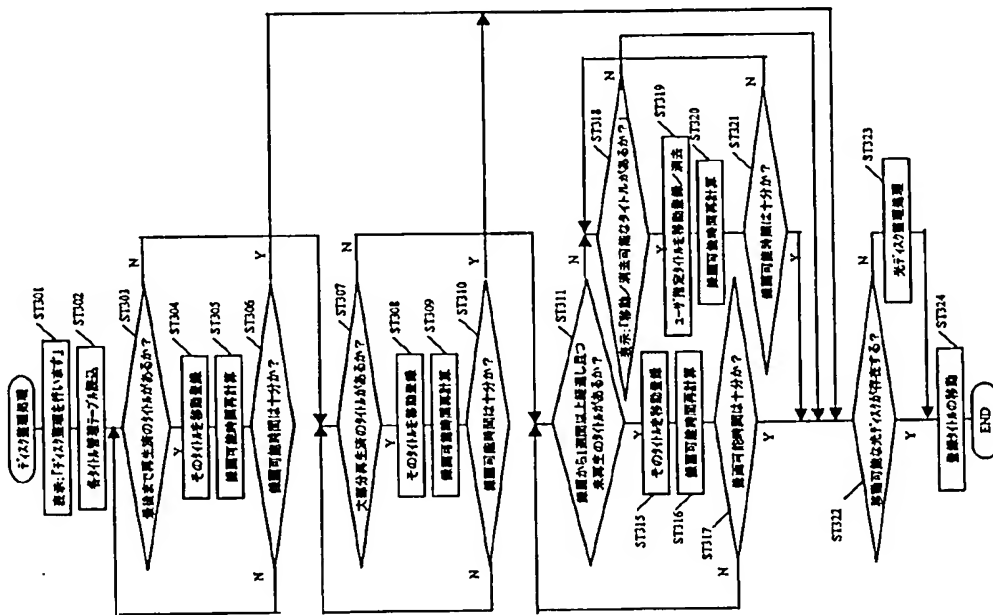 ディスク整理処理
ST301
表示:「ディスク整理を行います」
ST302
各タイトル管理テーブル読込
ST303
最後まで再生済のタイトルがあるか?
N
Y
ST304
そのタイトルを移動登録
ST305
録画可能時間再計算
ST306
録画可能時間は十分か?
N
Y
ST307
大部分再生済のタイトルがあるか?
N
Y
ST308
そのタイトルを移動登録
ST309
録画可能時間再計算
ST310
録画可能時間は十分か?
N
Y
ST311
録画から1週間以上経過し且つ
未再生のタイトルがあるか?
N
Y
ST315
そのタイトルを移動登録
ST316
録画可能時間再計算
ST317
録画可能時間は十分か?
N
Y
ST318
表示:「移動/消去可能なタイトルがあるか?」
N
Y
ST319
ユーザ指定タイトルを移動登録/消去
ST320
録画可能時間再計算
ST321
録画可能時間は十分か?
N
Y
ST322
移動可能な光ディスクが存在する?
N
Y
ST323
光ディスク管理処理
ST324
登録タイトルの移動
END